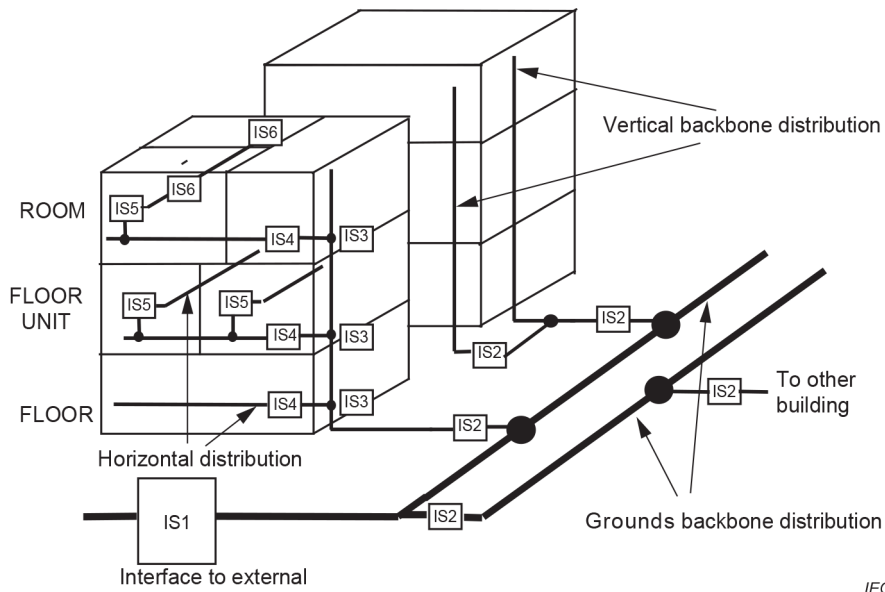 IS6
Vertical backbone distribution
IS6
ROOM
IS5
IS4
IS3
FLOOR
UNIT
IS5
IS5
IS4
IS3
IS2
IS2
FLOOR
IS4
IS3
IS2
To other
building
IS2
Horizontal distribution
IS1
IS2
Grounds backbone distribution
Interface to external